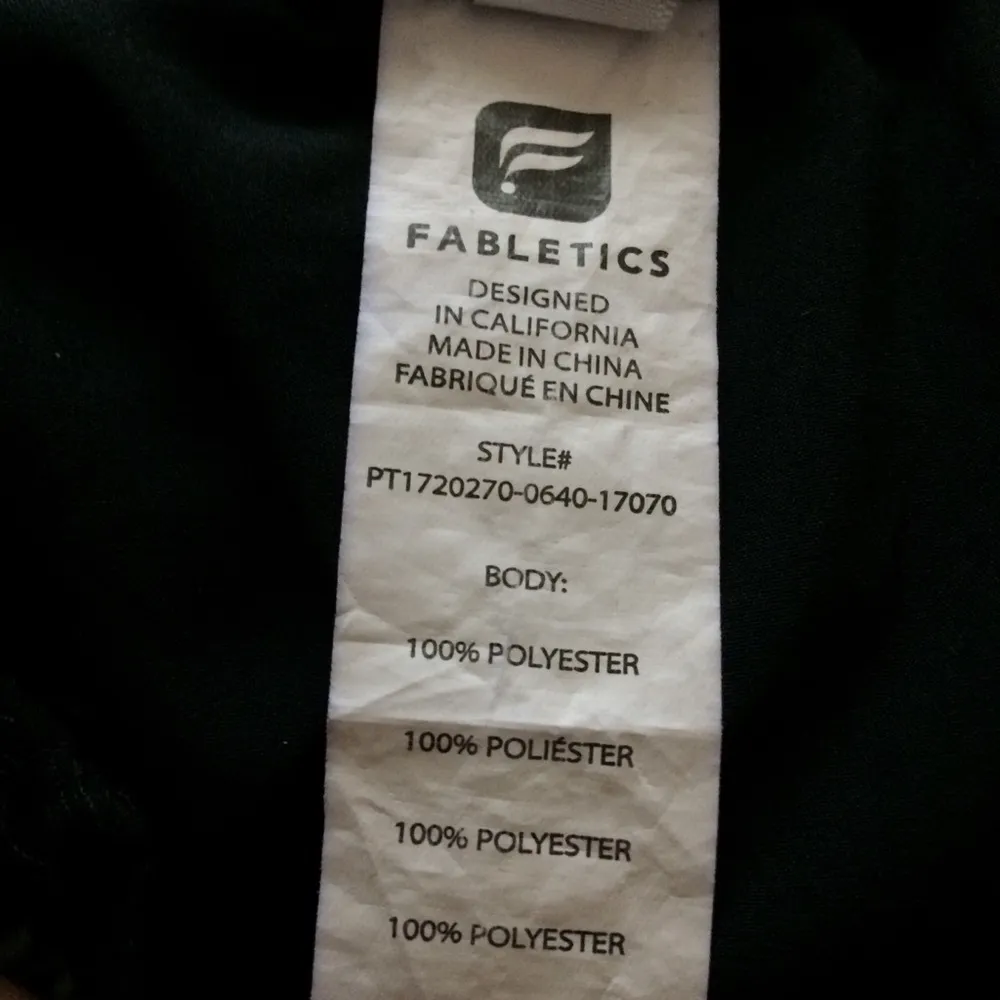 FABLETICS
DESIGNED
IN CALIFORNIA
MADE IN CHINA
FABRIQUÉ EN CHINE
STYLE#
PT1720270-0640-17070
BODY:
100% POLYESTER
100% POLIÉSTER
100% POLYESTER
100% POLYESTER